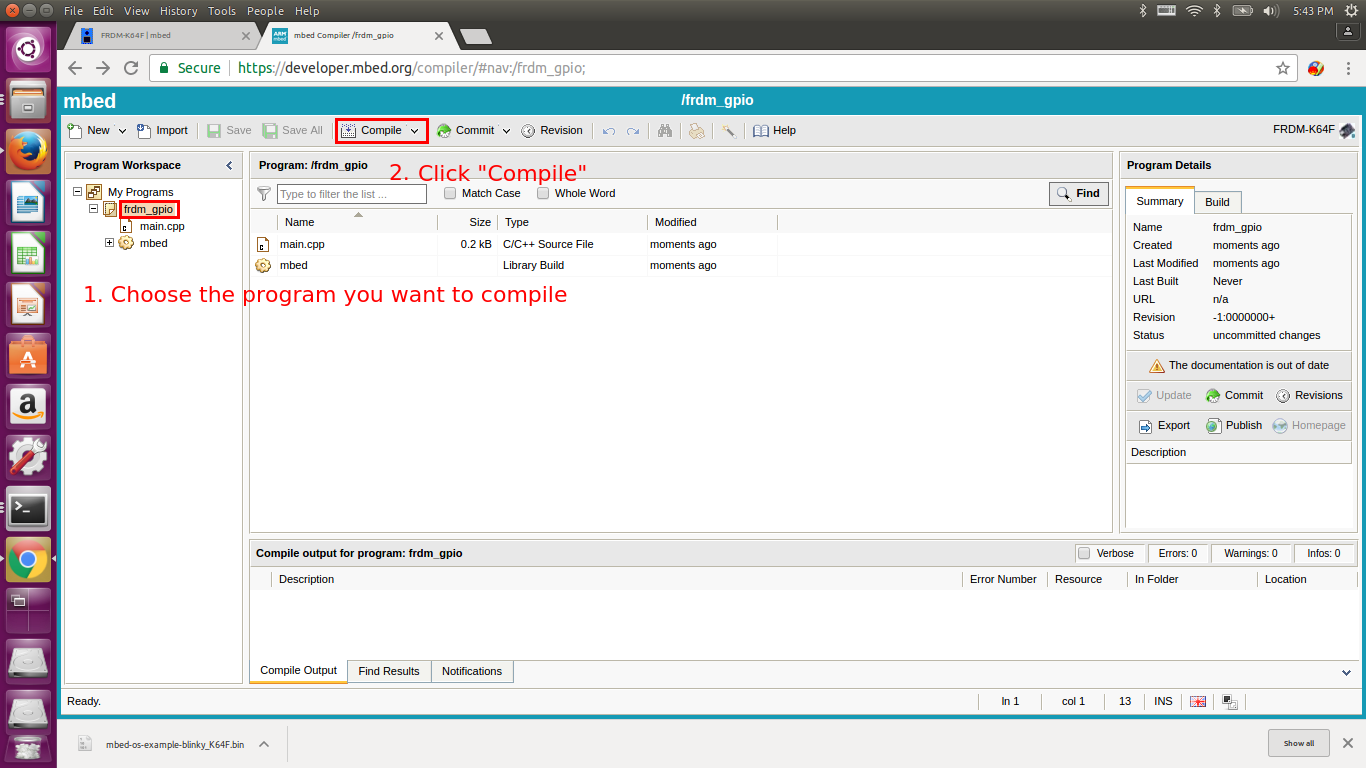 File Edit View History Tools People Help
5:43 PM
FRDM-K64F | mbed
ARM mbed
mbed Compiler /frdm_gpio
Secure
https://developer.mbed.org/compiler/#nav:/frdm_gpio;
mbed
/frdm_gpio
New Import Save Save All Compile Commit Revision Help
FRDM-K64F
Program Workspace
My Programs
frdm_gpio
main.cpp
mbed
Program: /frdm_gpio
2. Click "Compile"
Type to filter the list ...
Match Case
Whole Word
Find
Name Size Type Modified
main.cpp 0.2 kB C/C++ Source File moments ago
mbed Library Build moments ago
1. Choose the program you want to compile
Program Details
Summary Build
Name frdm_gpio
Created moments ago
Last Modified moments ago
Last Built Never
URL n/a
Revision -1:0000000+
Status uncommitted changes
The documentation is out of date
Update Commit Revisions
Export Publish Homepage
Description
Compile output for program: frdm_gpio
Verbose Errors: 0 Warnings: 0 Infos: 0
Description Error Number Resource In Folder Location
Compile Output Find Results Notifications
Ready.
ln 1 col 1 13 INS
mbed-os-example-blinky_K64F.bin
Show all